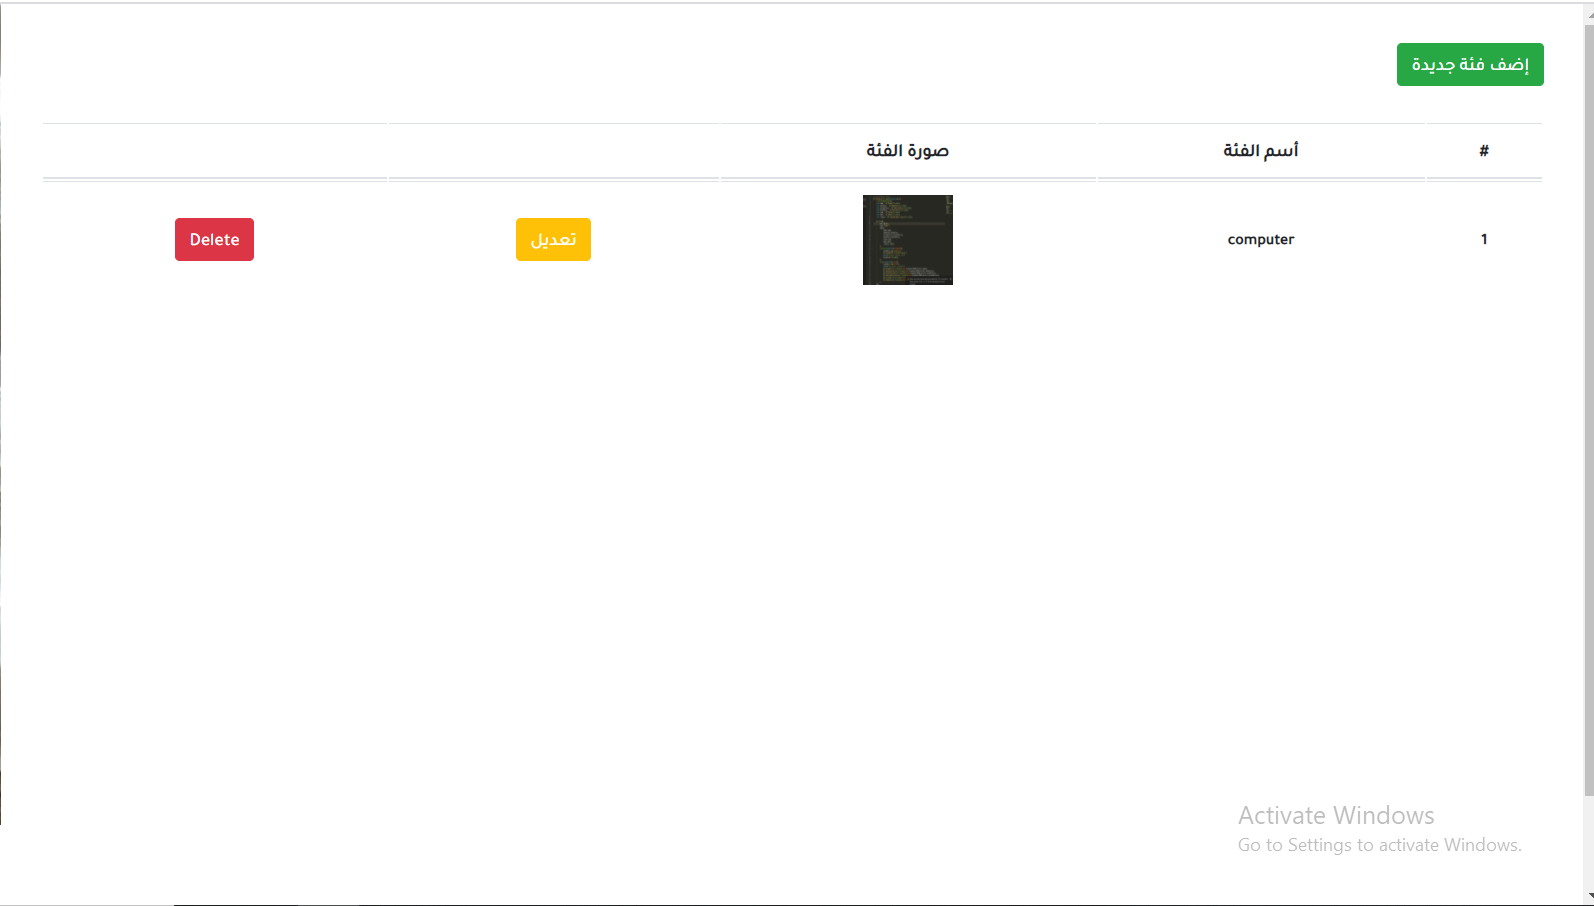 إضف فئة جديدة
# أسم الفئة صورة الفئة
1 computer تعديل Delete
Activate Windows
Go to Settings to activate Windows.